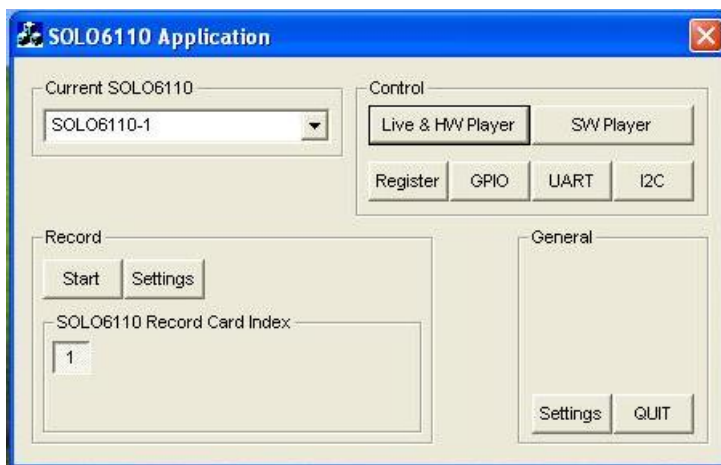 SOLO6110 Application
Current SOLO6110
SOLO6110-1
Control
Live & HW Player
SW Player
Register
GPIO
UART
I2C
Record
Start
Settings
SOLO6110 Record Card Index
1
General
Settings
QUIT